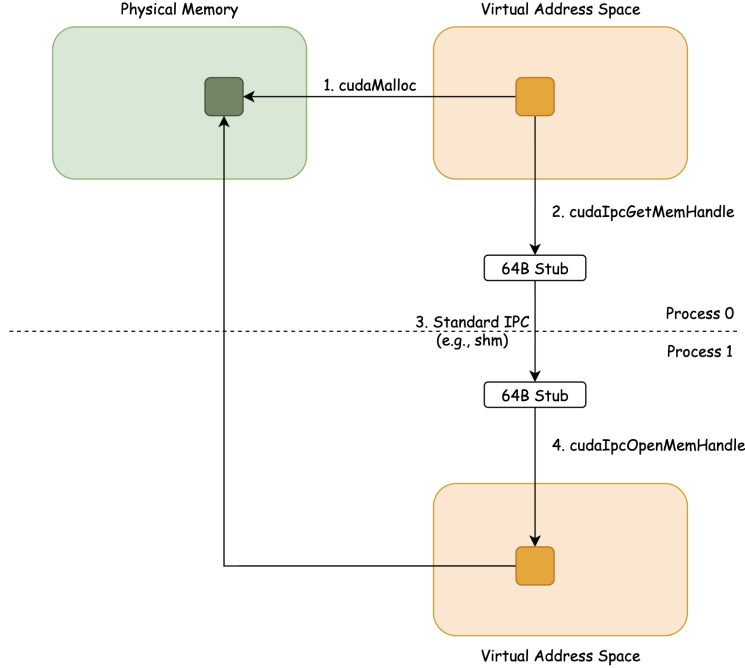 Physical Memory
Virtual Address Space
1. cudaMalloc
2. cudaIpcGetMemHandle
64B Stub
Process 0
3. Standard IPC
(e.g., shm)
Process 1
64B Stub
4. cudaIpcOpenMemHandle
Virtual Address Space